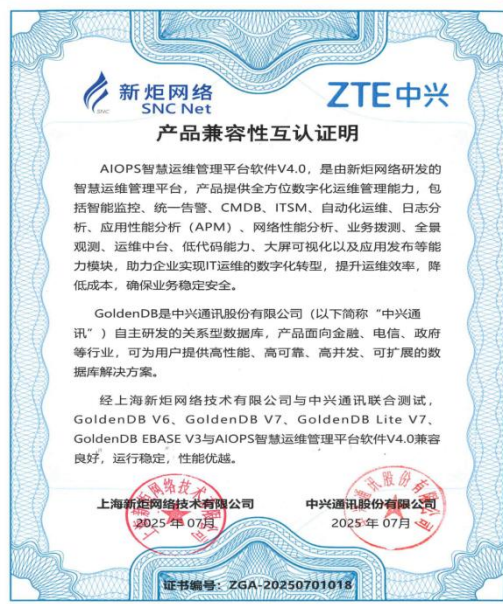 新炬网络
SNC Net
SNC
ZTE中兴
产品兼容性互认证明
AIOPS智慧运维管理平台软件V4.0，是由新炬网络研发的
智慧运维管理平台，产品提供全方位数字化运维管理能力，包
括智能监控、统一告警、CMDB、ITSM、自动化运维、日志分
析、应用性能分析（APM）、网络性能分析、业务拨测、全景
观测、运维中台、低代码能力、大屏可视化以及应用发布等能
力模块，助力企业实现IT运维的数字化转型，提升运维效率，降
低成本，确保业务稳定安全。
GoldenDB是中兴通讯股份有限公司（以下简称“中兴通
讯”）自主研发的关系型数据库，产品面向金融、电信、政府
等行业，可为用户提供高性能、高可靠、高并发、可扩展的数
据库解决方案。
经上海新炬网络技术有限公司与中兴通讯联合测试，
GoldenDB V6、GoldenDB V7、GoldenDB Lite V7、
GoldenDB EBASE V3与AIOPS智慧运维管理平台软件V4.0兼容
良好，运行稳定，性能优越。
上海新炬网络技术有限公司
2025 年 07月
中兴通讯股份有限公司
2025 年 07月
证书编号：ZGA-20250701018